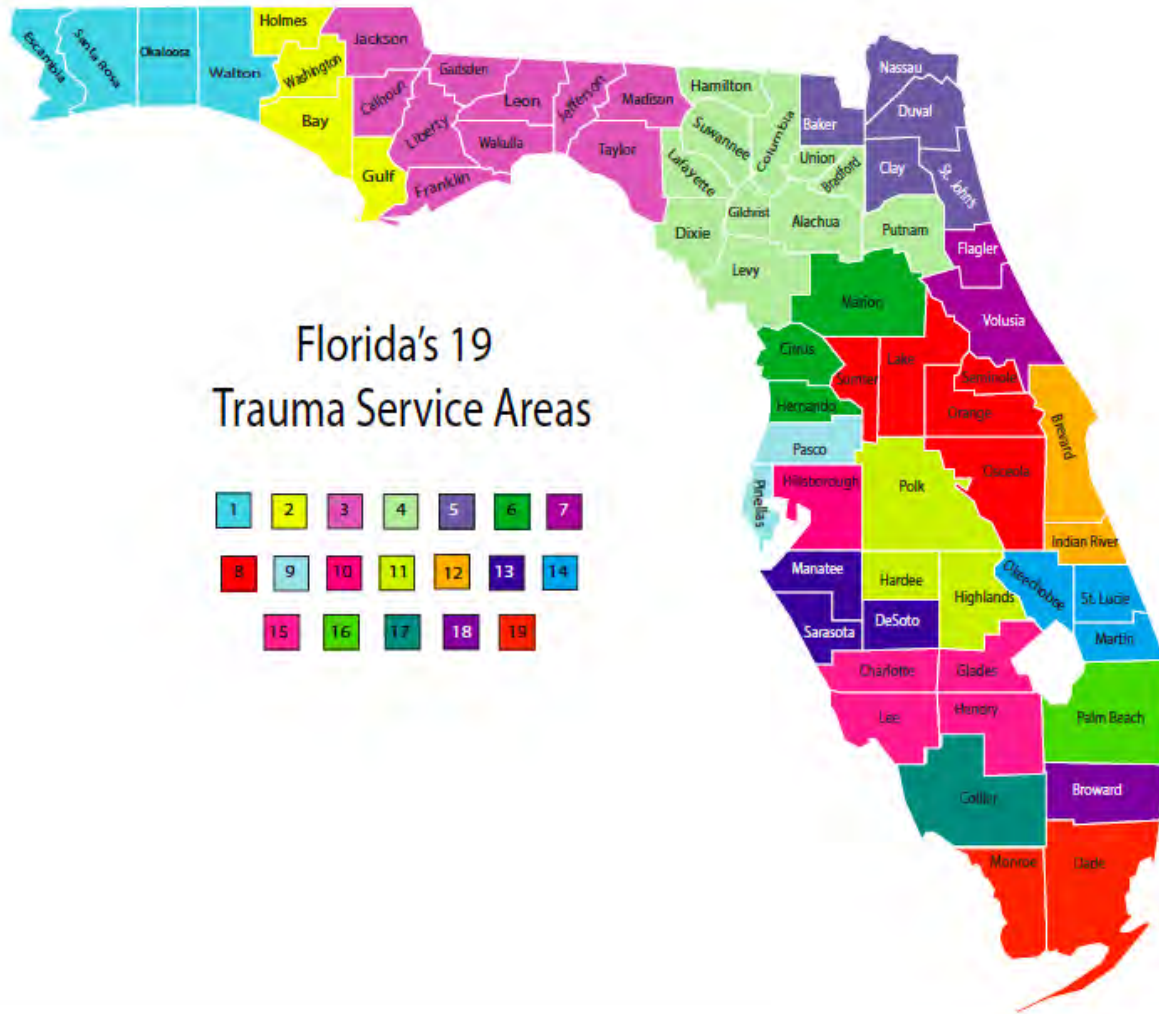 Holmes
Jackson
Escambia
Santa Rosa
Okaloosa
Walton
Washington
Gadsden
Hamilton
Nassau
Calhoun
Leon
Jefferson
Madison
Bay
Liberty
Suwannee
Columbia
Baker
Duval
Wakulla
Taylor
Lafayette
Union
Bradford
Clay
St. Johns
Gulf
Franklin
Gilchrist
Alachua
Putnam
Dixie
Flagler
Levy
Marion
Volusia
Florida's 19
Trauma Service Areas
Citrus
Lake
Sumter
Seminole
Hernando
Orange
Brevard
Pasco
Osceola
Hillsborough
Polk
Pinellas
1 2 3 4 5 6 7
Indian River
8 9 10 11 12 13 14
Manatee
Hardee
Okeechobee
Highlands
St. Lucie
DeSoto
Sarasota
Martin
15 16 17 18 19
Charlotte
Glades
Lee
Hendry
Palm Beach
Collier
Broward
Monroe
Dade